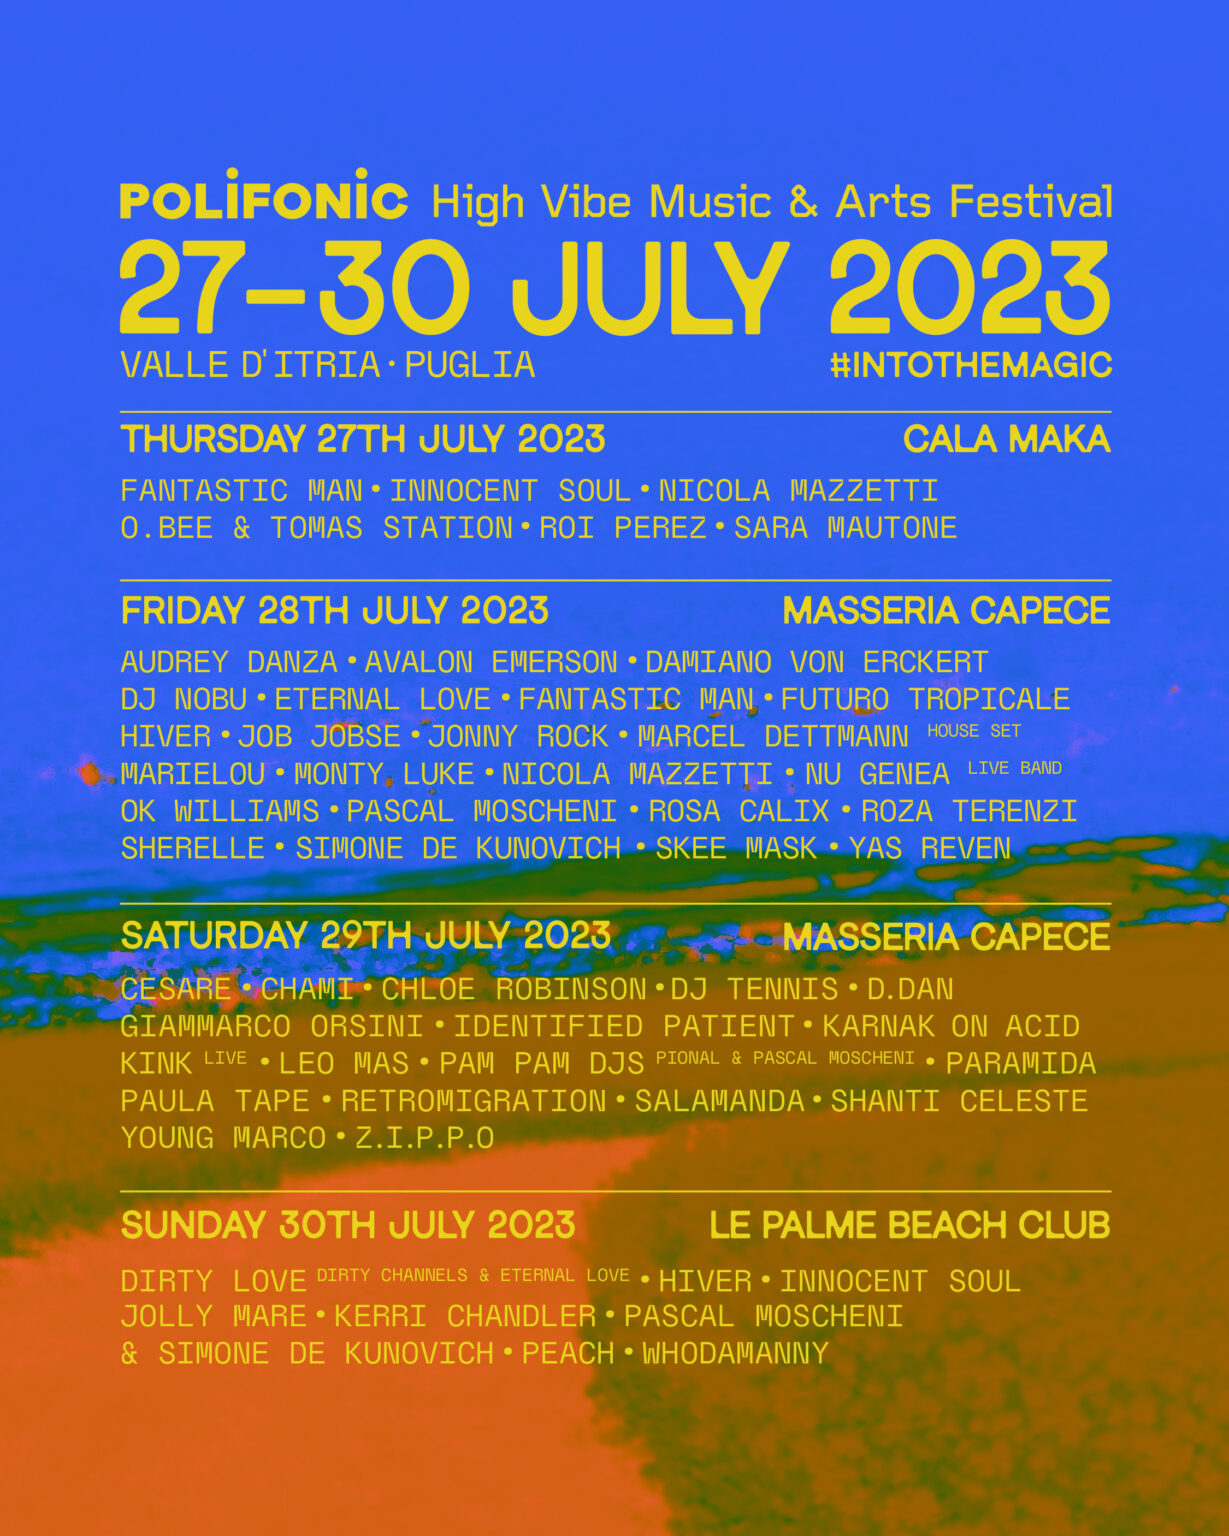 POLiFONiC High Vibe Music & Arts Festival
27–30 JULY 2023
VALLE D'ITRIA • PUGLIA #INTOTHEMAGIC
THURSDAY 27TH JULY 2023 CALA MAKA
FANTASTIC MAN • INNOCENT SOUL • NICOLA MAZZETTI
O.BEE & TOMAS STATION • ROI PEREZ • SARA MAUTONE
FRIDAY 28TH JULY 2023 MASSERIA CAPECE
AUDREY DANZA • AVALON EMERSON • DAMIANO VON ERCKERT
DJ NOBU • ETERNAL LOVE • FANTASTIC MAN • FUTURO TROPICALE
HIVER • JOB JOBSE • JONNY ROCK • MARCEL DETTMANN HOUSE SET
MARIELOU • MONTY LUKE • NICOLA MAZZETTI • NU GENEA LIVE BAND
OK WILLIAMS • PASCAL MOSCHENI • ROSA CALIX • ROZA TERENZI
SHERELLE • SIMONE DE KUNOVICH • SKEE MASK • YAS REVEN
SATURDAY 29TH JULY 2023 MASSERIA CAPECE
CESARE • CHAMI • CHLOE ROBINSON • DJ TENNIS • D.DAN
GIAMMARCO ORSINI • IDENTIFIED PATIENT • KARNAK ON ACID
KINK LIVE • LEO MAS • PAM PAM DJS PIONAL & PASCAL MOSCHENI • PARAMIDA
PAULA TAPE • RETROMIGRATION • SALAMANDA • SHANTI CELESTE
YOUNG MARCO • Z.I.P.P.O
SUNDAY 30TH JULY 2023 LE PALME BEACH CLUB
DIRTY LOVE DIRTY CHANNELS & ETERNAL LOVE • HIVER • INNOCENT SOUL
JOLLY MARE • KERRI CHANDLER • PASCAL MOSCHENI
& SIMONE DE KUNOVICH • PEACH • WHODAMANNY